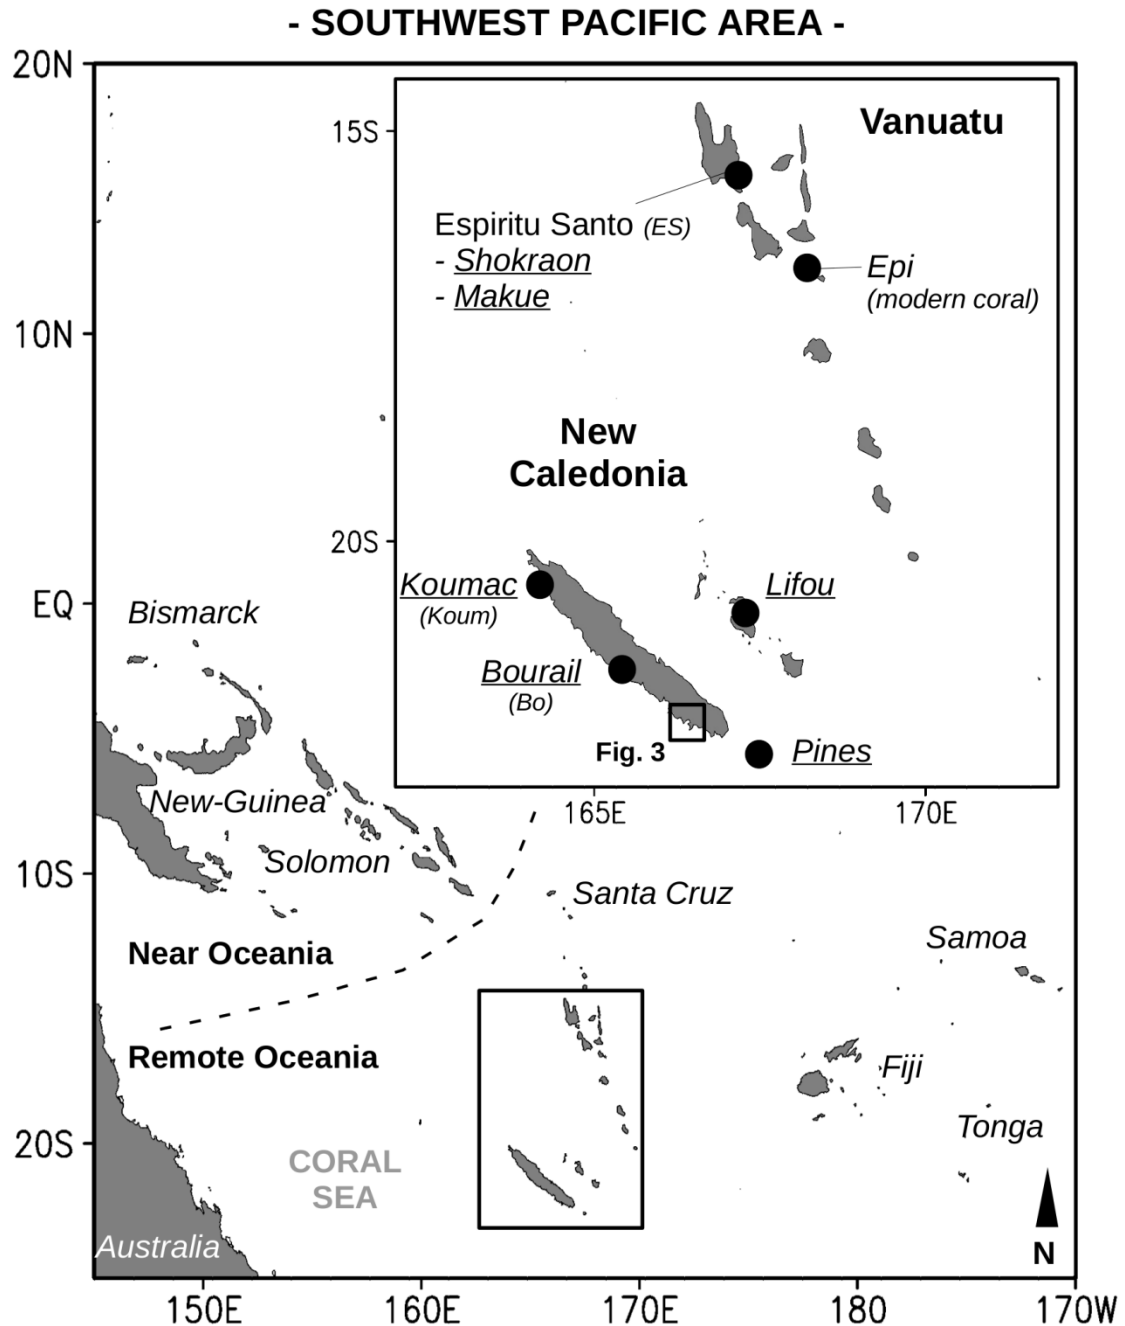 - SOUTHWEST PACIFIC AREA -
20N
Vanuatu
15S
Espiritu Santo (ES)
- Shokraon
- Makue
Epi
(modern coral)
10N
New
Caledonia
20S
Koumac
(Koum)
Lifou
EQ
Bismarck
Bourail
(Bo)
Fig. 3
Pines
New-Guinea
165E
170E
Solomon
10S
Santa Cruz
Samoa
Near Oceania
Remote Oceania
Fiji
Tonga
20S
CORAL
SEA
Australia
N
150E
160E
170E
180
170W